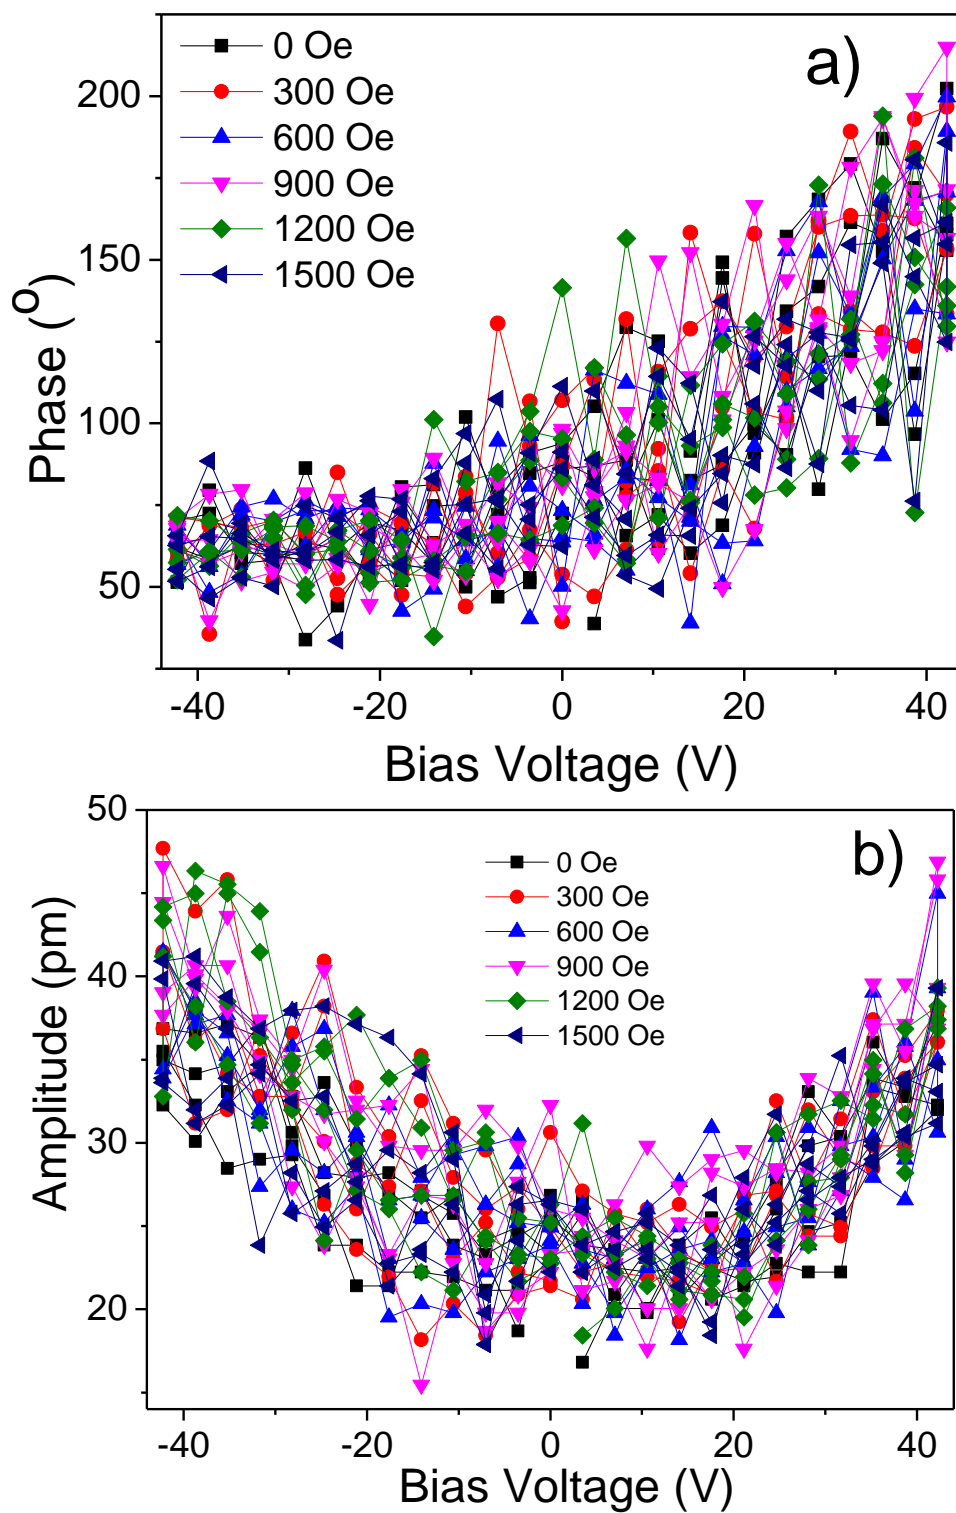 a)
0 Oe
300 Oe
600 Oe
900 Oe
1200 Oe
1500 Oe
200
150
100
50
Phase (o)
-40 -20 0 20 40
Bias Voltage (V)
b)
0 Oe
300 Oe
600 Oe
900 Oe
1200 Oe
1500 Oe
50
40
30
20
Amplitude (pm)
-40 -20 0 20 40
Bias Voltage (V)